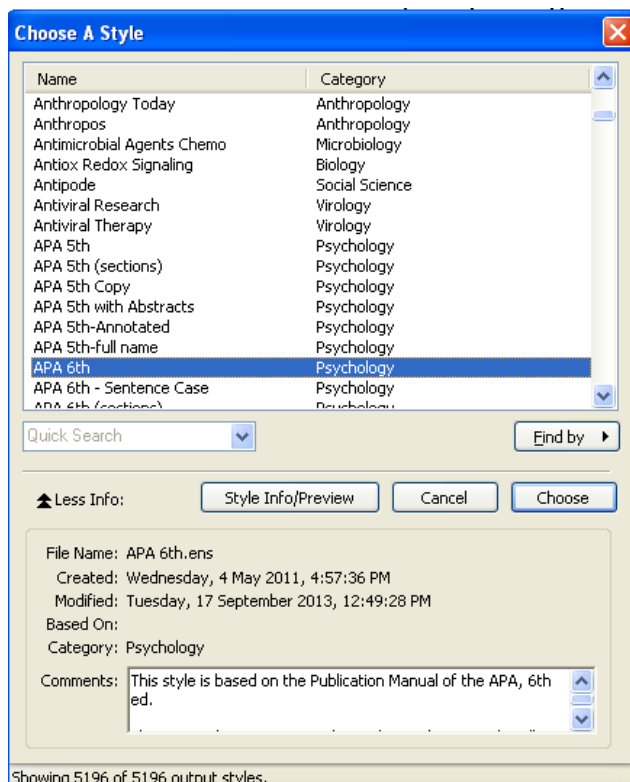 Choose A Style
Name Category
Anthropology Today Anthropology
Anthropos Anthropology
Antimicrobial Agents Chemo Microbiology
Antiox Redox Signaling Biology
Antipode Social Science
Antiviral Research Virology
Antiviral Therapy Virology
APA 5th Psychology
APA 5th (sections) Psychology
APA 5th Copy Psychology
APA 5th with Abstracts Psychology
APA 5th-Annotated Psychology
APA 5th-full name Psychology
APA 6th Psychology
APA 6th - Sentence Case Psychology
APA 6th (sections) Psychology
Quick Search Find by
Less Info: Style Info/Preview Cancel Choose
File Name: APA 6th.ens
Created: Wednesday, 4 May 2011, 4:57:36 PM
Modified: Tuesday, 17 September 2013, 12:49:28 PM
Based On:
Category: Psychology
Comments: This style is based on the Publication Manual of the APA, 6th
ed.
Showing 5196 of 5196 output styles.